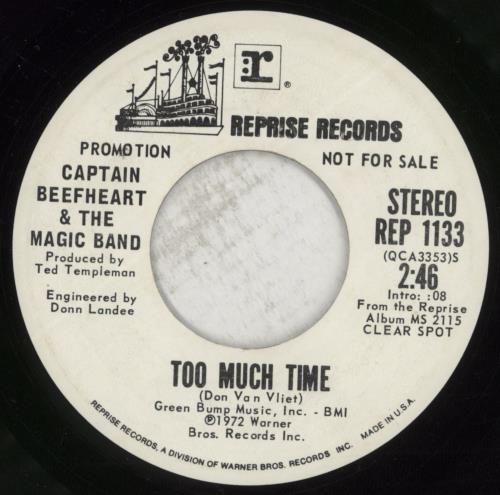 r®
REPRISE RECORDS
PROMOTION
NOT FOR SALE
CAPTAIN
BEEFHEART
& THE
MAGIC BAND
Produced by
Ted Templeman
Engineered by
Donn Landee
STEREO
REP 1133
(QCA3353)S
2:46
Intro: :08
From the Reprise
Album MS 2115
CLEAR SPOT
TOO MUCH TIME
(Don Van Vliet)
Green Bump Music, Inc. - BMI
℗1972 Warner
Bros. Records Inc.
REPRISE RECORDS, A DIVISION OF WARNER BROS. RECORDS INC. MADE IN U.S.A.